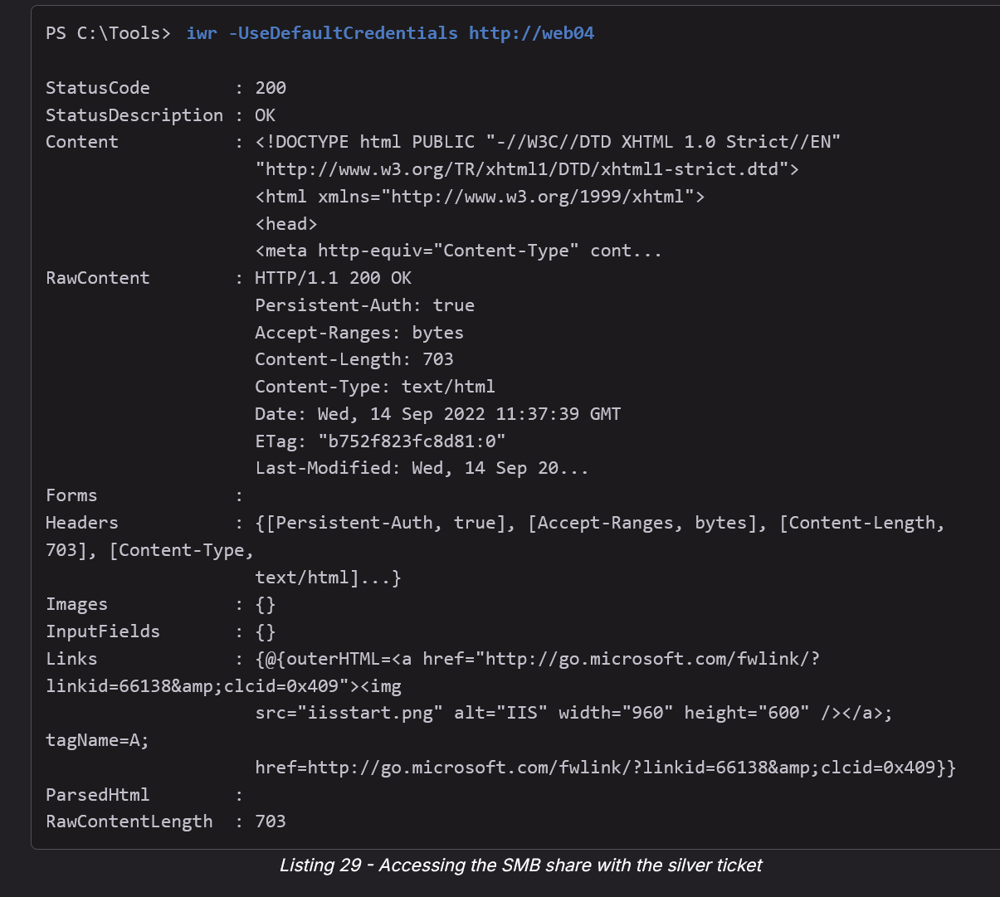 PS C:\Tools> iwr -UseDefaultCredentials http://web04
StatusCode        : 200
StatusDescription : OK
Content           : <!DOCTYPE html PUBLIC "-//W3C//DTD XHTML 1.0 Strict//EN"
                    "http://www.w3.org/TR/xhtml1/DTD/xhtml1-strict.dtd">
                    <html xmlns="http://www.w3.org/1999/xhtml">
                    <head>
                    <meta http-equiv="Content-Type" cont...
RawContent        : HTTP/1.1 200 OK
                    Persistent-Auth: true
                    Accept-Ranges: bytes
                    Content-Length: 703
                    Content-Type: text/html
                    Date: Wed, 14 Sep 2022 11:37:39 GMT
                    ETag: "b752f823fc8d81:0"
                    Last-Modified: Wed, 14 Sep 20...
Forms             :
Headers           : {[Persistent-Auth, true], [Accept-Ranges, bytes], [Content-Length,
703], [Content-Type,
                    text/html]...}
Images            : {}
InputFields       : {}
Links             : {@{outerHTML=<a href="http://go.microsoft.com/fwlink/?
linkid=66138&amp;clcid=0x409"><img
                    src="iisstart.png" alt="IIS" width="960" height="600" /></a>;
tagName=A;
                    href=http://go.microsoft.com/fwlink/?linkid=66138&amp;clcid=0x409}}
ParsedHtml        :
RawContentLength  : 703
Listing 29 - Accessing the SMB share with the silver ticket